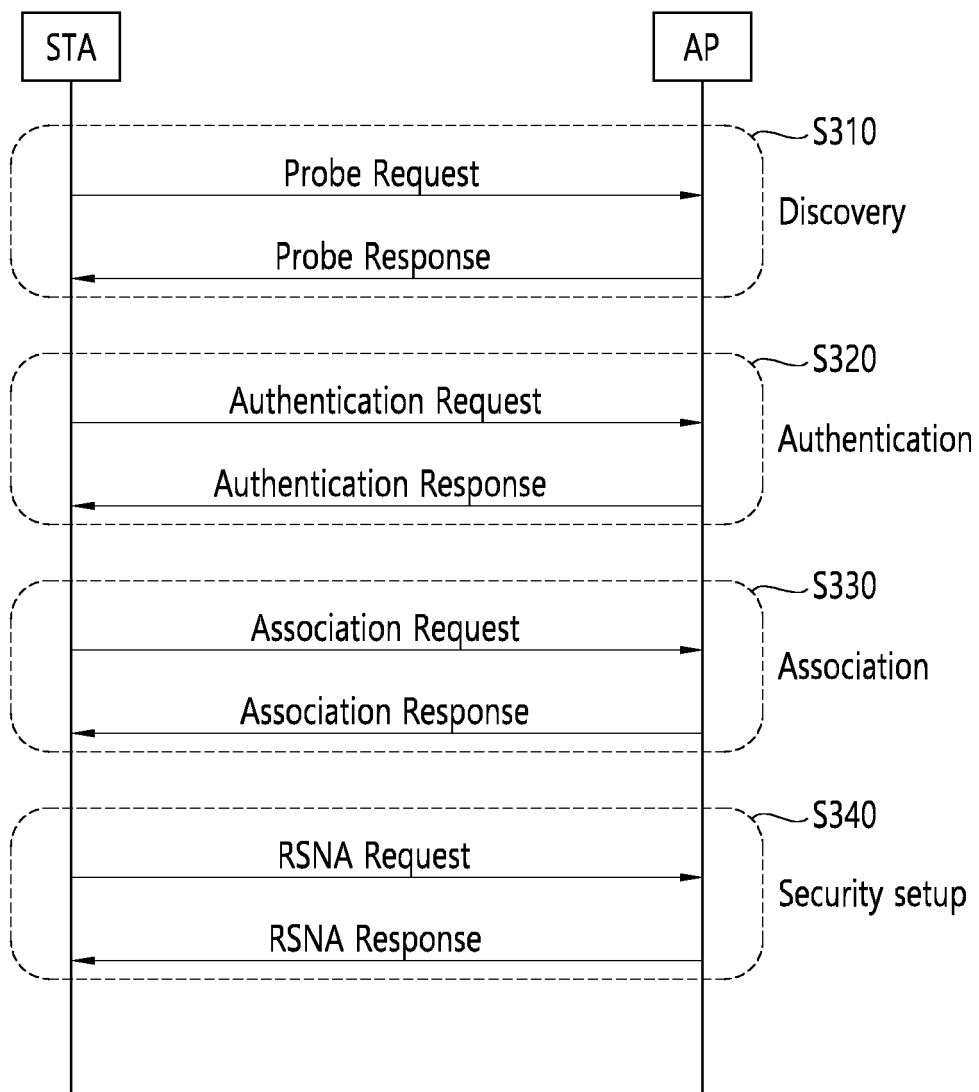 STA
AP
S310
Probe Request
Discovery
Probe Response
S320
Authentication Request
Authentication
Authentication Response
S330
Association Request
Association
Association Response
S340
RSNA Request
Security setup
RSNA Response